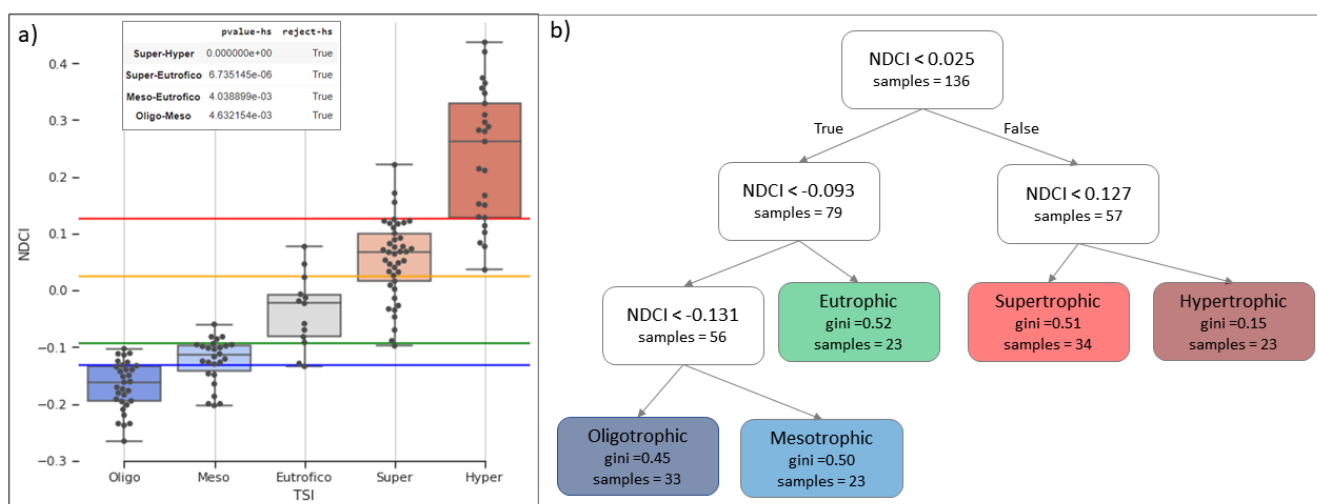 a)
pvalue-hs reject-hs
Super-Hyper 0.000000e+00 True
Super-Eutrofico 6.735145e-06 True
Meso-Eutrofico 4.038899e-03 True
Oligo-Meso 4.632154e-03 True
0.4
0.3
0.2
0.1
0.0
−0.1
−0.2
−0.3
NDCI
Oligo Meso Eutrofico Super Hyper
TSI
b)
NDCI < 0.025
samples = 136
True False
NDCI < -0.093
samples = 79
NDCI < 0.127
samples = 57
NDCI < -0.131
samples = 56
Eutrophic
gini =0.52
samples = 23
Supertrophic
gini =0.51
samples = 34
Hypertrophic
gini =0.15
samples = 23
Oligotrophic
gini =0.45
samples = 33
Mesotrophic
gini =0.50
samples = 23